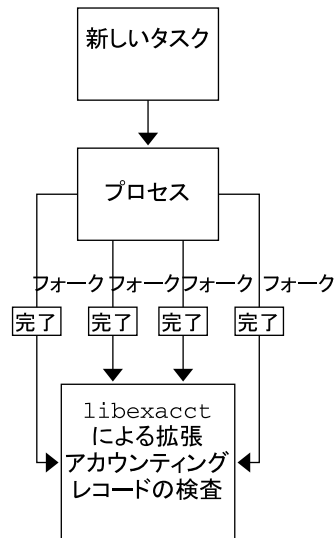 新しいタスク
プロセス
フォーク フォーク フォーク フォーク
完了 完了 完了 完了
libexacct
による拡張
アカウンティング
レコードの検査